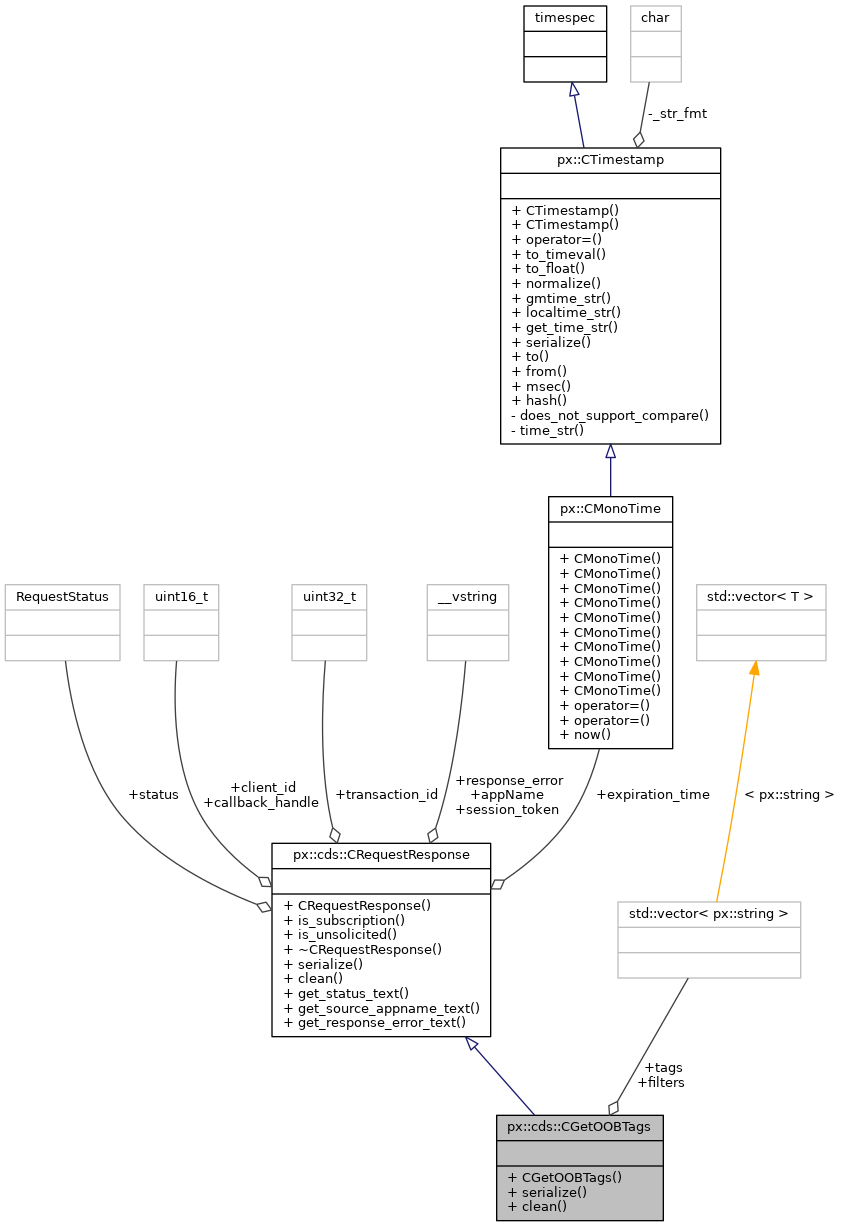 timespec
char
-_str_fmt
px::CTimestamp
+ CTimestamp()
+ CTimestamp()
+ operator=()
+ to_timeval()
+ to_float()
+ normalize()
+ gmtime_str()
+ localtime_str()
+ get_time_str()
+ serialize()
+ to()
+ from()
+ msec()
+ hash()
- does_not_support_compare()
- time_str()
px::CMonoTime
+ CMonoTime()
+ CMonoTime()
+ CMonoTime()
+ CMonoTime()
+ CMonoTime()
+ CMonoTime()
+ CMonoTime()
+ CMonoTime()
+ CMonoTime()
+ CMonoTime()
+ operator=()
+ operator=()
+ now()
RequestStatus
uint16_t
uint32_t
__vstring
std::vector< T >
+status
+client_id
+callback_handle
+transaction_id
+response_error
+appName
+session_token
+expiration_time
< px::string >
px::cds::CRequestResponse
+ CRequestResponse()
+ is_subscription()
+ is_unsolicited()
+ ~CRequestResponse()
+ serialize()
+ clean()
+ get_status_text()
+ get_source_appname_text()
+ get_response_error_text()
std::vector< px::string >
+tags
+filters
px::cds::CGetOOBTags
+ CGetOOBTags()
+ serialize()
+ clean()